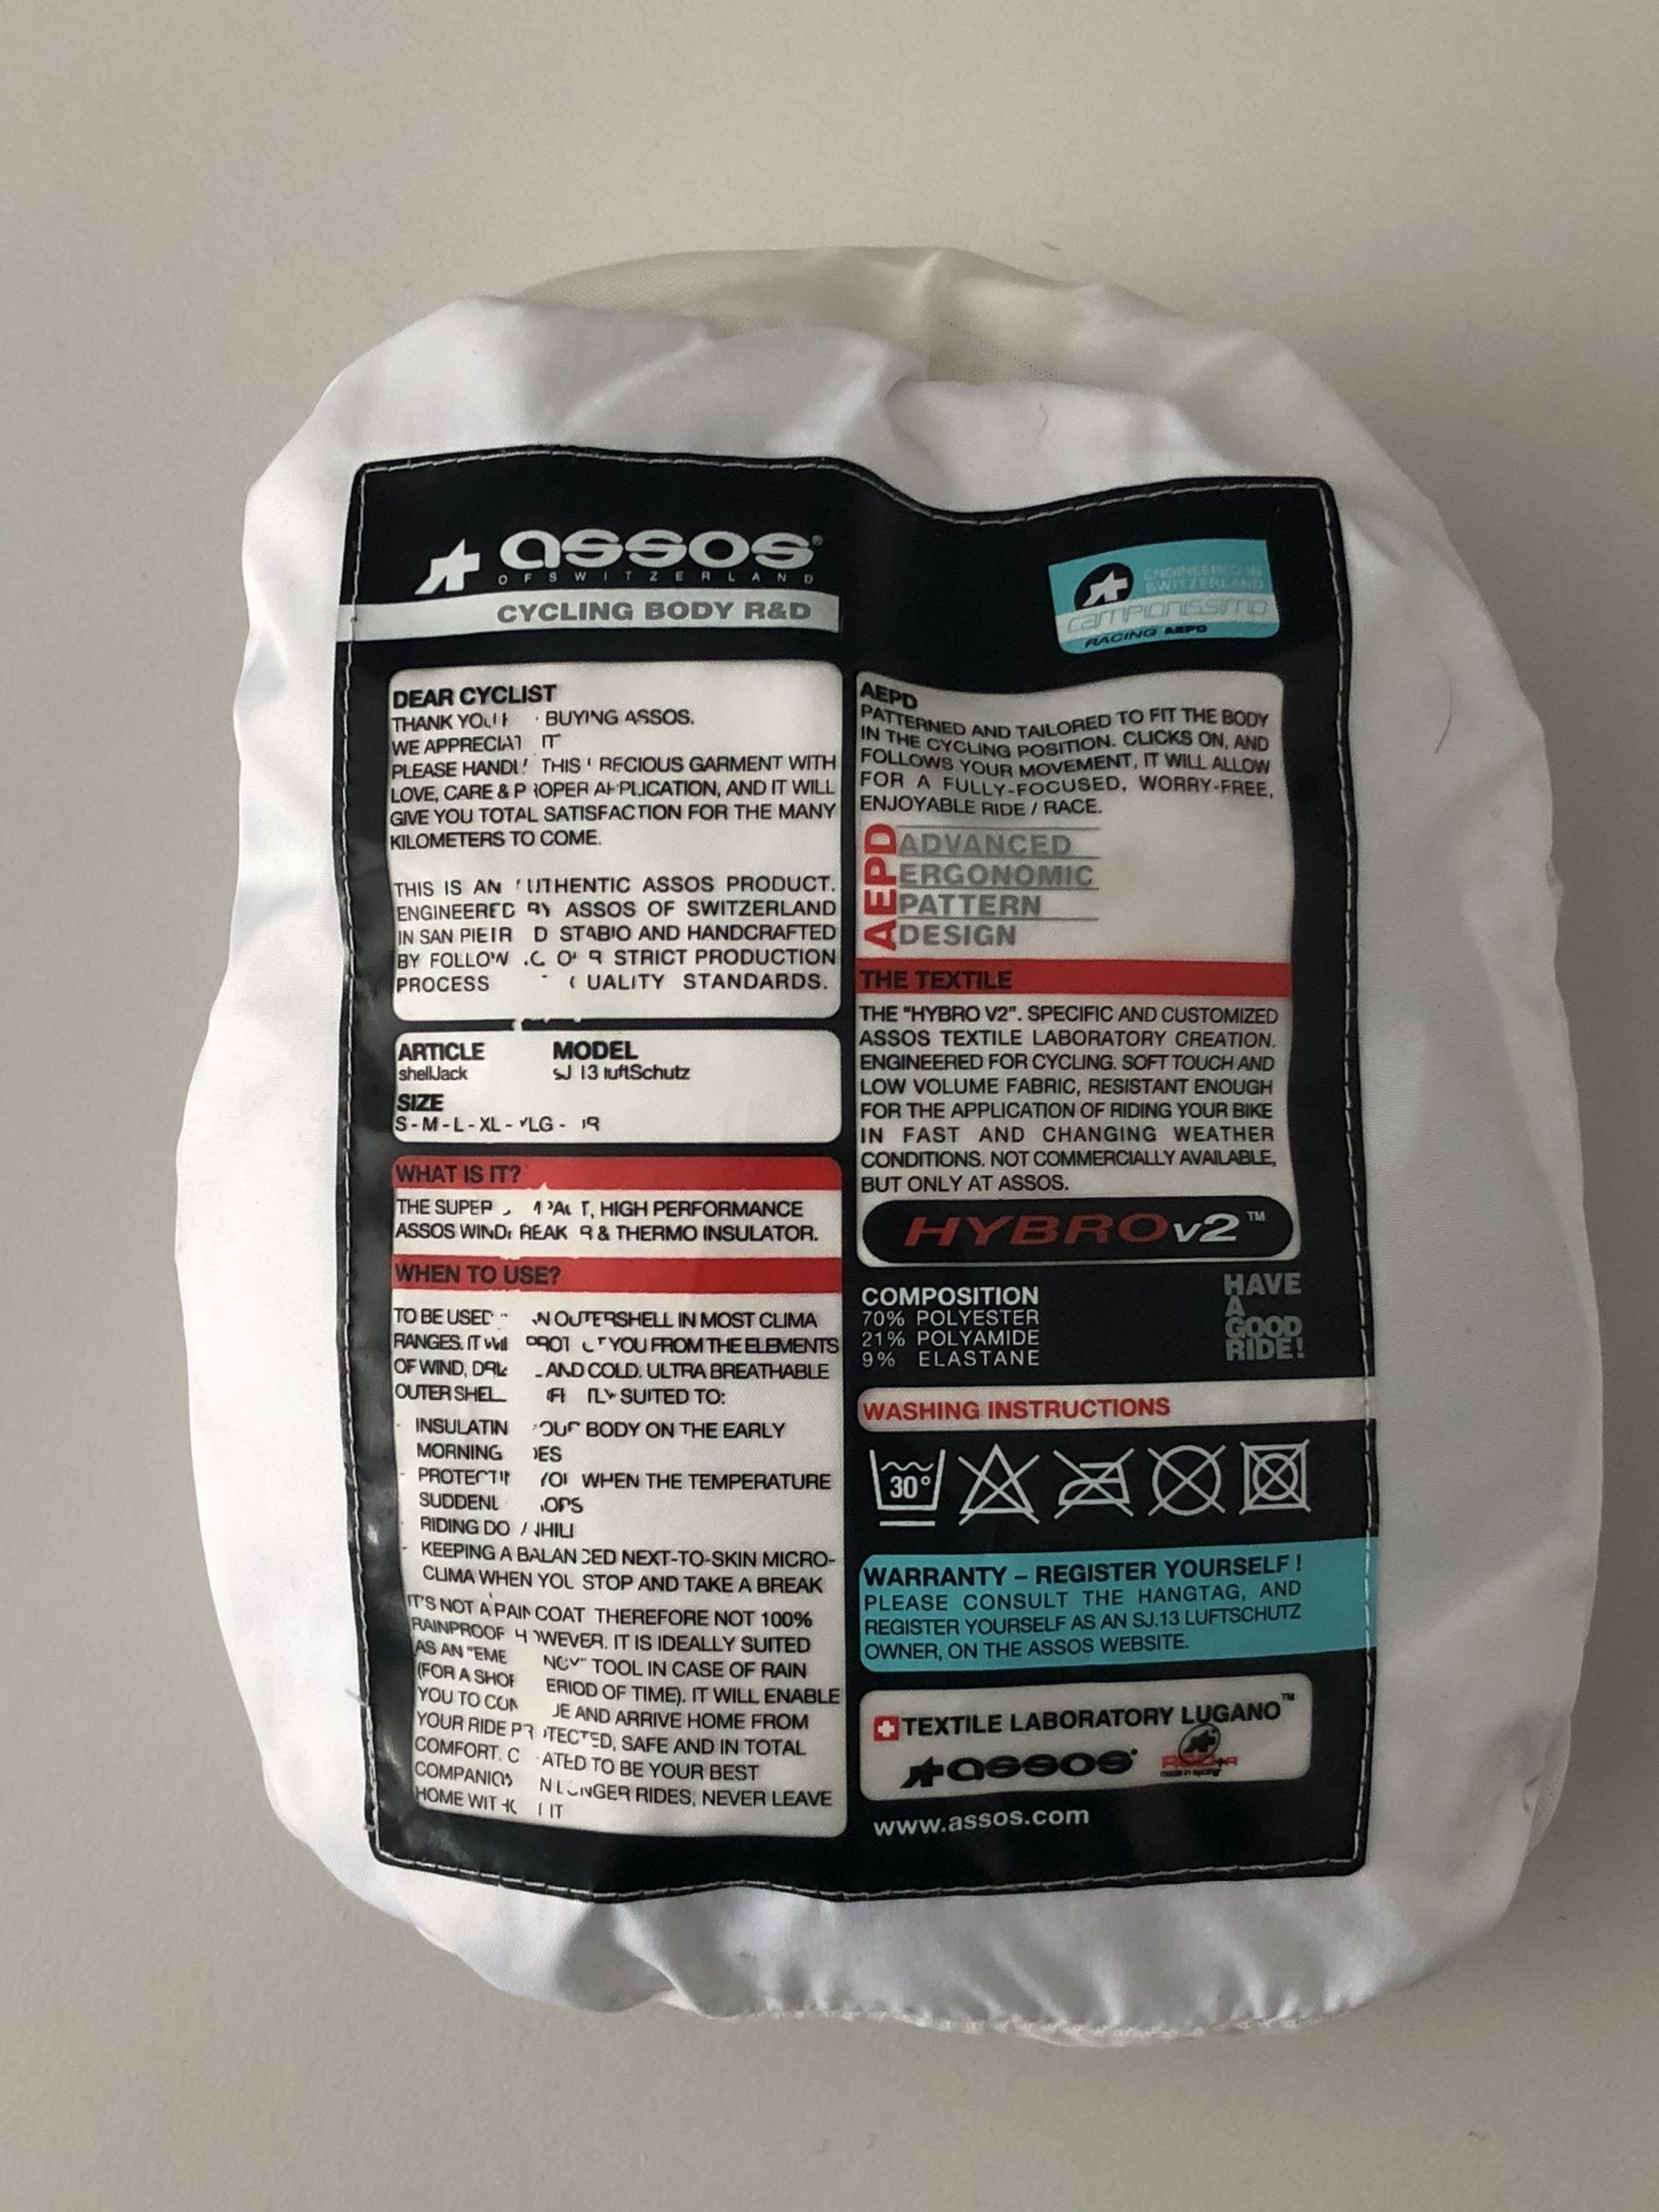 assos®
OF SWITZERLAND
CYCLING BODY R&D
DEAR CYCLIST
THANK BUYING ASSOS.
WE
PLEASE THIS GARMENT WITH
LOVE, CARE & AND IT WILL
GIVE YOU TOTAL SATISFACTION FOR THE MANY
KILOMETERS TO COME.
THIS IS AN ASSOS PRODUCT.
ENGINEERED ASSOS OF SWITZERLAND
IN SAN STABIO AND HANDCRAFTED
BY STRICT PRODUCTION
PROCESS STANDARDS.
ARTICLE MODEL
shellJack luftSchutz
SIZE
S - M - L - XL -
WHAT IS IT?
THE SUPER HIGH PERFORMANCE
ASSOS & THERMO INSULATOR.
WHEN TO USE?
TO BE USED OUTERSHELL IN MOST CLIMA
RANGES. IT YOU FROM THE ELEMENTS
OF WIND, AND COLD. ULTRA BREATHABLE
OUTER SUITED TO:
- BODY ON THE EARLY
MORNING
- WHEN THE TEMPERATURE
- RIDING
- KEEPING A BALANCED NEXT-TO-SKIN MICRO-
CLIMA WHEN YOU STOP AND TAKE A BREAK
IT'S NOT A COAT THEREFORE NOT 100%
RAINPROOF IT IS IDEALLY SUITED
AS AN TOOL IN CASE OF RAIN
(FOR A OF TIME). IT WILL ENABLE
YOU TO AND ARRIVE HOME FROM
YOUR RIDE SAFE AND IN TOTAL
COMFORT. TO BE YOUR BEST
RIDES, NEVER LEAVE
HOME IT
ENGINEERED IN
SWITZERLAND
campionissimo
RACING AEPD
AEPD
PATTERNED AND TAILORED TO FIT THE BODY
IN THE CYCLING POSITION. CLICKS ON, AND
FOLLOWS YOUR MOVEMENT, IT WILL ALLOW
FOR A FULLY-FOCUSED, WORRY-FREE,
ENJOYABLE RIDE / RACE.
AEPD
ADVANCED
ERGONOMIC
PATTERN
DESIGN
THE TEXTILE
THE "HYBRO V2". SPECIFIC AND CUSTOMIZED
ASSOS TEXTILE LABORATORY CREATION.
ENGINEERED FOR CYCLING. SOFT TOUCH AND
LOW VOLUME FABRIC, RESISTANT ENOUGH
FOR THE APPLICATION OF RIDING YOUR BIKE
IN FAST AND CHANGING WEATHER
CONDITIONS. NOT COMMERCIALLY AVAILABLE,
BUT ONLY AT ASSOS.
HYBROv2™
COMPOSITION
70% POLYESTER
21% POLYAMIDE
9% ELASTANE
HAVE
A
GOOD
RIDE!
WASHING INSTRUCTIONS
30°
WARRANTY – REGISTER YOURSELF !
PLEASE CONSULT THE HANGTAG, AND
REGISTER YOURSELF AS AN SJ.13 LUFTSCHUTZ
OWNER, ON THE ASSOS WEBSITE.
TEXTILE LABORATORY LUGANO™
assos®
www.assos.com